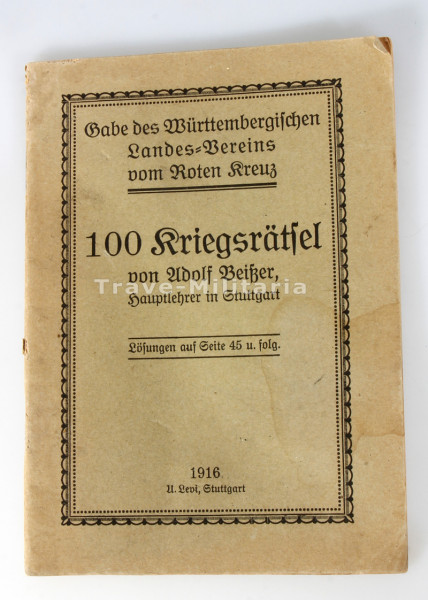 Gabe des Württembergischen
Landes-Vereins
vom Roten Kreuz
100 Kriegsrätsel
von Adolf Beißer,
Trave-Militaria
Hauptlehrer in Stuttgart
Lösungen auf Seite 45 u. folg.
1916.
U. Levi, Stuttgart